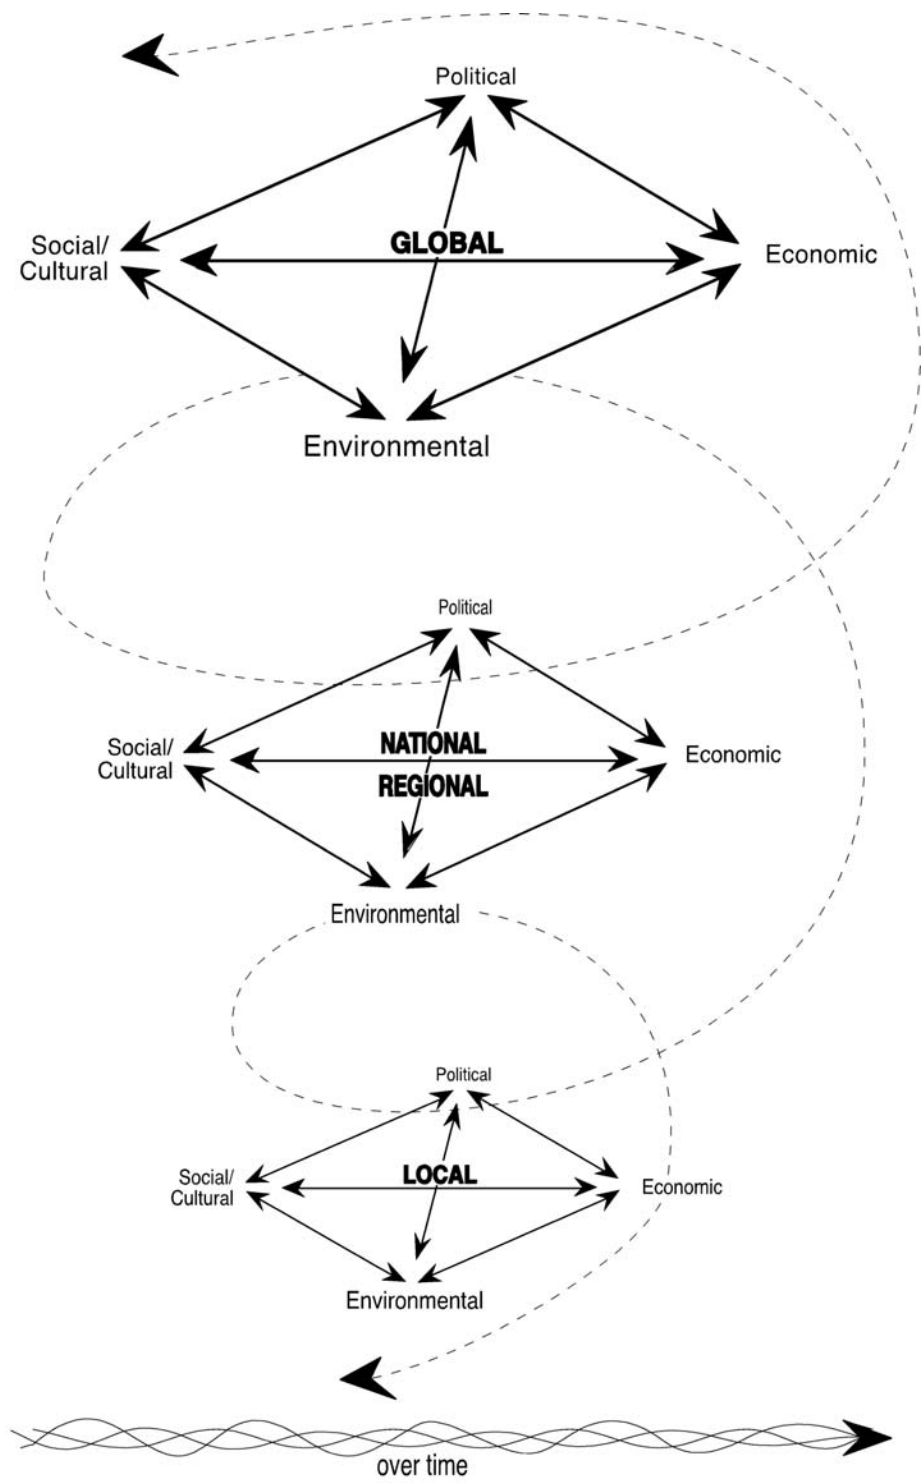 Political
Social/
Cultural
GLOBAL
Economic
Environmental
Political
Social/
Cultural
NATIONAL
REGIONAL
Economic
Environmental
Political
Social/
Cultural
LOCAL
Economic
Environmental
over time